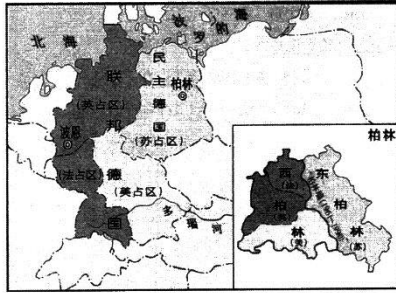 北海
波罗的海
联邦德国
民主德国
柏林
(英占区)
(苏占区)
波恩
(法占区)
(美占区)
多瑙河
柏林
西柏林
东柏林
(法)
(英)
(美)
(苏)